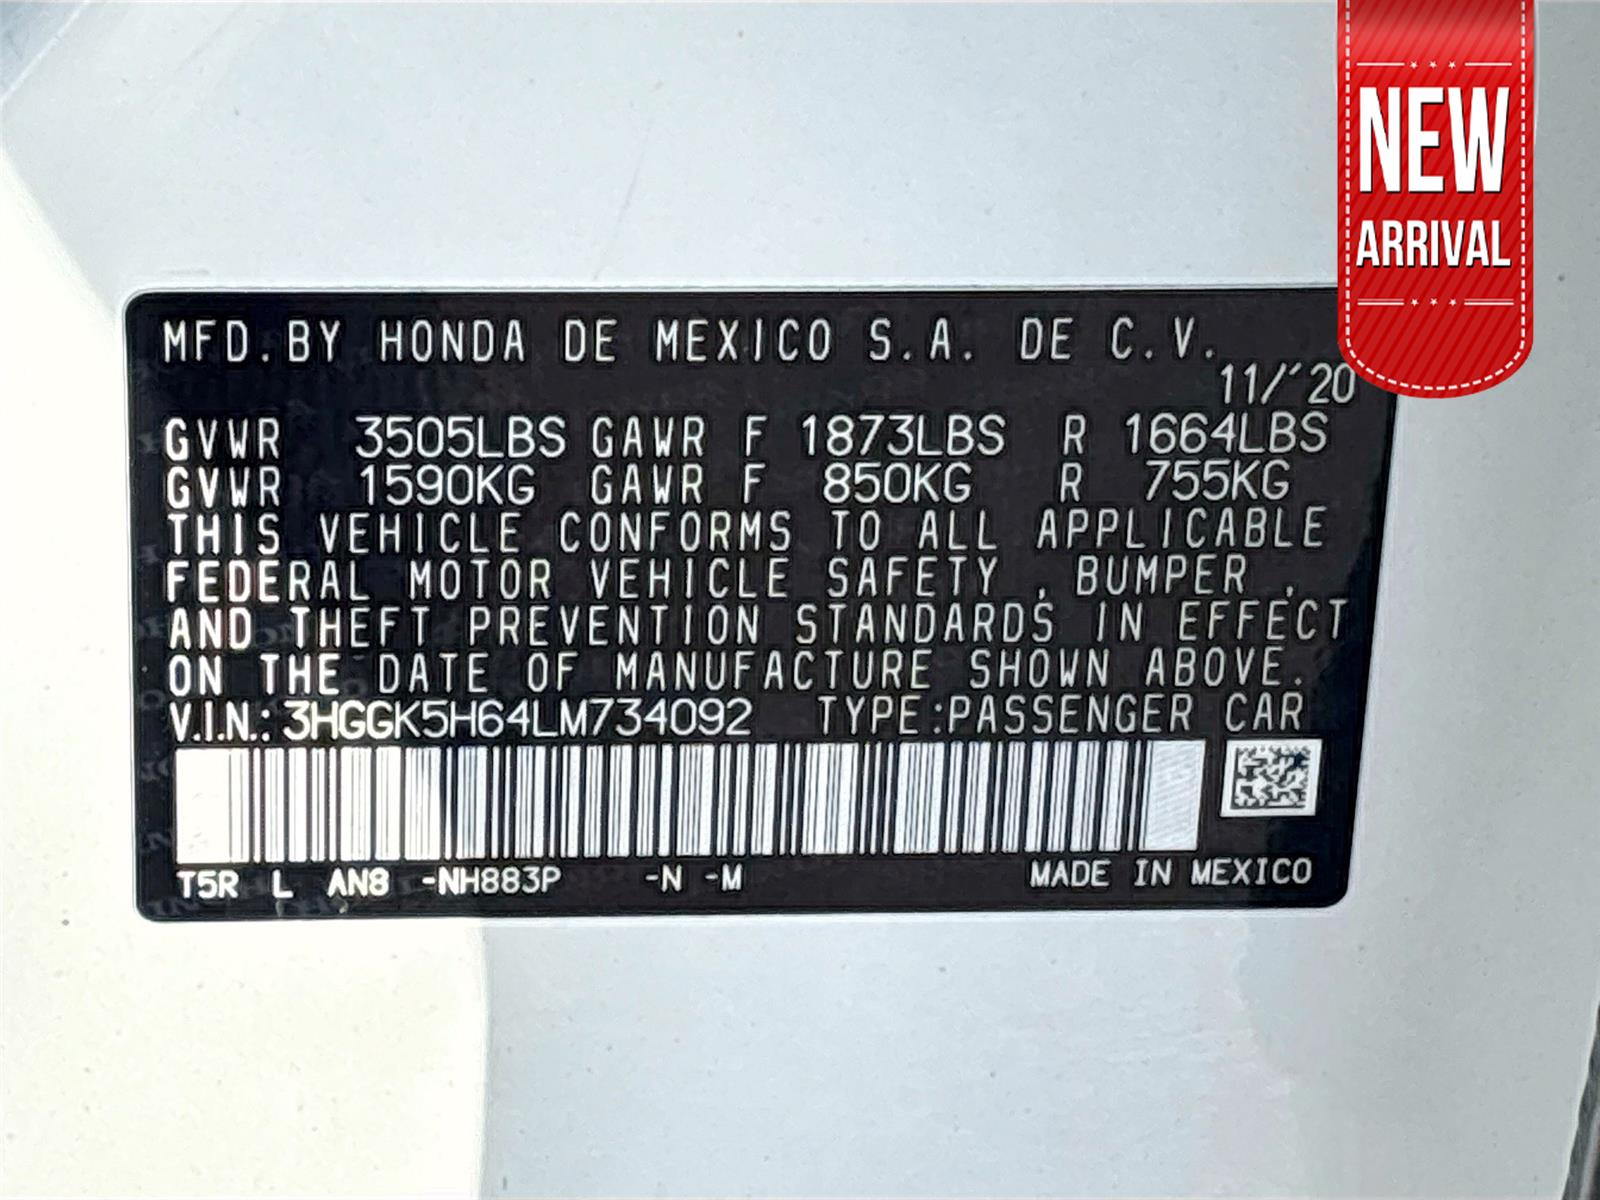 NEW
ARRIVAL
MFD.BY HONDA DE MEXICO S.A. DE C.V.
11/'20
GVWR 3505LBS GAWR F 1873LBS R 1664LBS
GVWR 1590KG GAWR F 850KG R 755KG
THIS VEHICLE CONFORMS TO ALL APPLICABLE
FEDERAL MOTOR VEHICLE SAFETY , BUMPER ,
AND THEFT PREVENTION STANDARDS IN EFFECT
ON THE DATE OF MANUFACTURE SHOWN ABOVE.
V.I.N.: 3HGGK5H64LM734092 TYPE:PASSENGER CAR
T5R L AN8 -NH883P -N -M MADE IN MEXICO